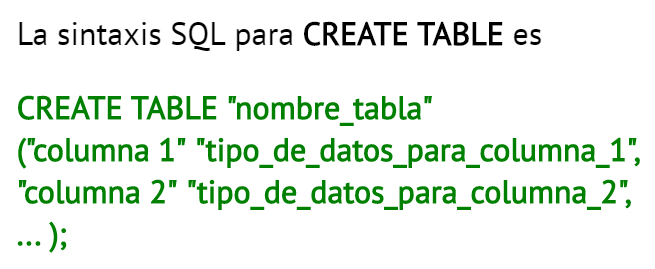 La sintaxis SQL para CREATE TABLE es
CREATE TABLE "nombre_tabla"
("columna 1" "tipo_de_datos_para_columna_1",
"columna 2" "tipo_de_datos_para_columna_2",
... );